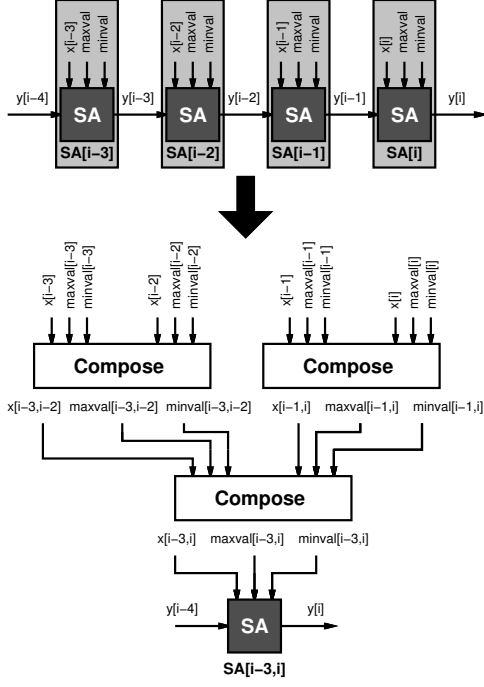 x[i−3] maxval minval x[i−2] maxval minval x[i−1] maxval minval x[i] maxval minval
y[i−4] SA y[i−3] SA y[i−2] SA y[i−1] SA y[i]
SA[i−3] SA[i−2] SA[i−1] SA[i]
x[i−3] maxval[i−3] minval[i−3] x[i−2] maxval[i−2] minval[i−2] x[i−1] maxval[i−1] minval[i−1] x[i] maxval[i] minval[i]
Compose Compose
x[i−3,i−2] maxval[i−3,i−2] minval[i−3,i−2] x[i−1,i] maxval[i−1,i] minval[i−1,i]
Compose
x[i−3,i] maxval[i−3,i] minval[i−3,i]
y[i−4] SA y[i]
SA[i−3,i]